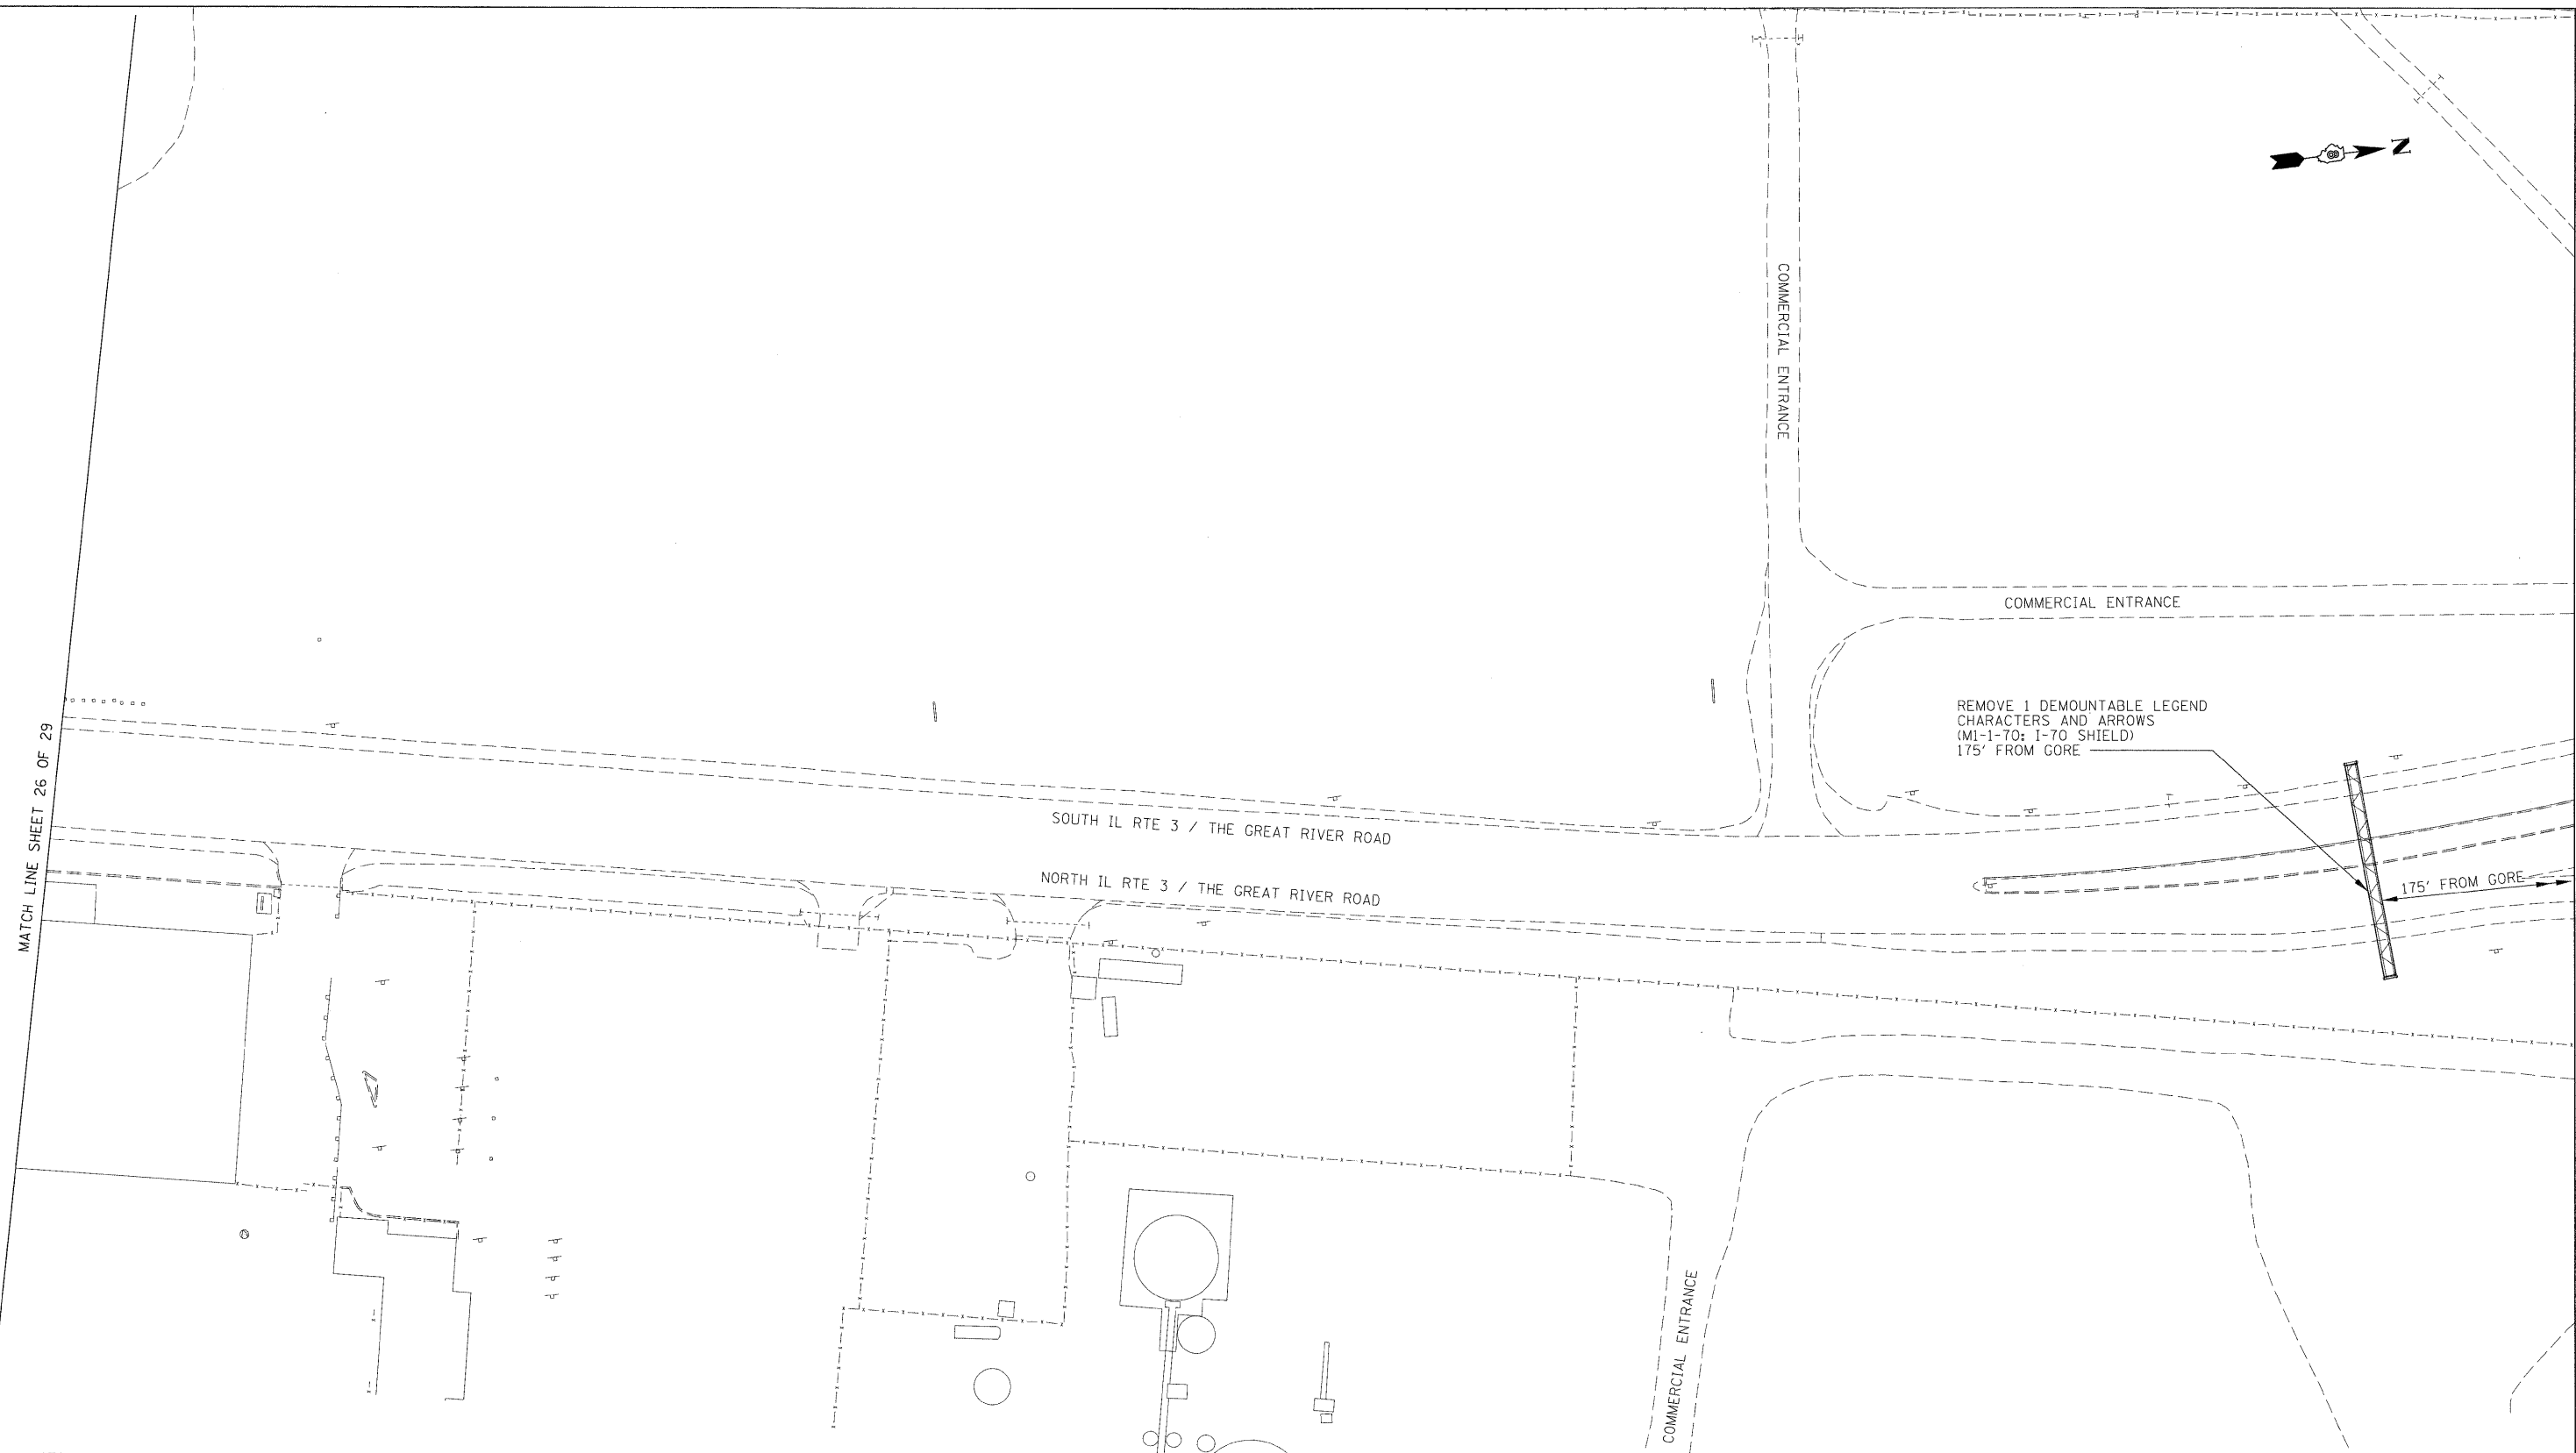 N
COMMERCIAL ENTRANCE
COMMERCIAL ENTRANCE
REMOVE 1 DEMOUNTABLE LEGEND
CHARACTERS AND ARROWS
(M1-1-70: I-70 SHIELD)
175' FROM GORE
MATCH LINE SHEET 26 OF 29
SOUTH IL RTE 3 / THE GREAT RIVER ROAD
NORTH IL RTE 3 / THE GREAT RIVER ROAD
175' FROM GORE
COMMERCIAL ENTRANCE